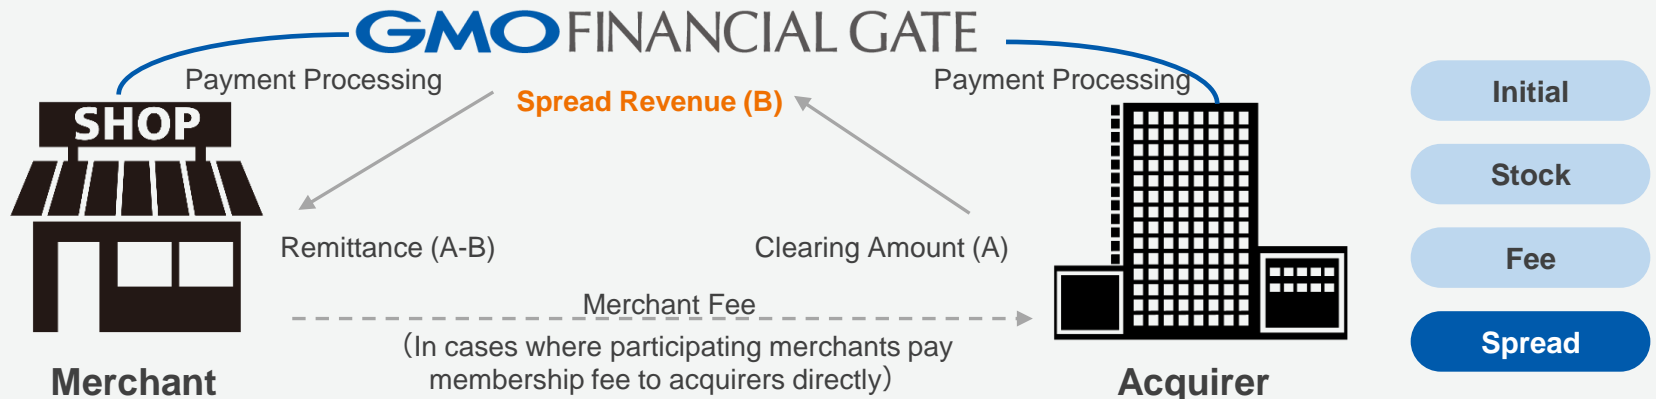 GMO FINANCIAL GATE
Payment Processing
Payment Processing
Spread Revenue (B)
SHOP
Remittance (A-B)
Clearing Amount (A)
Merchant Fee
（In cases where participating merchants pay
membership fee to acquirers directly）
Merchant
Acquirer
Initial
Stock
Fee
Spread